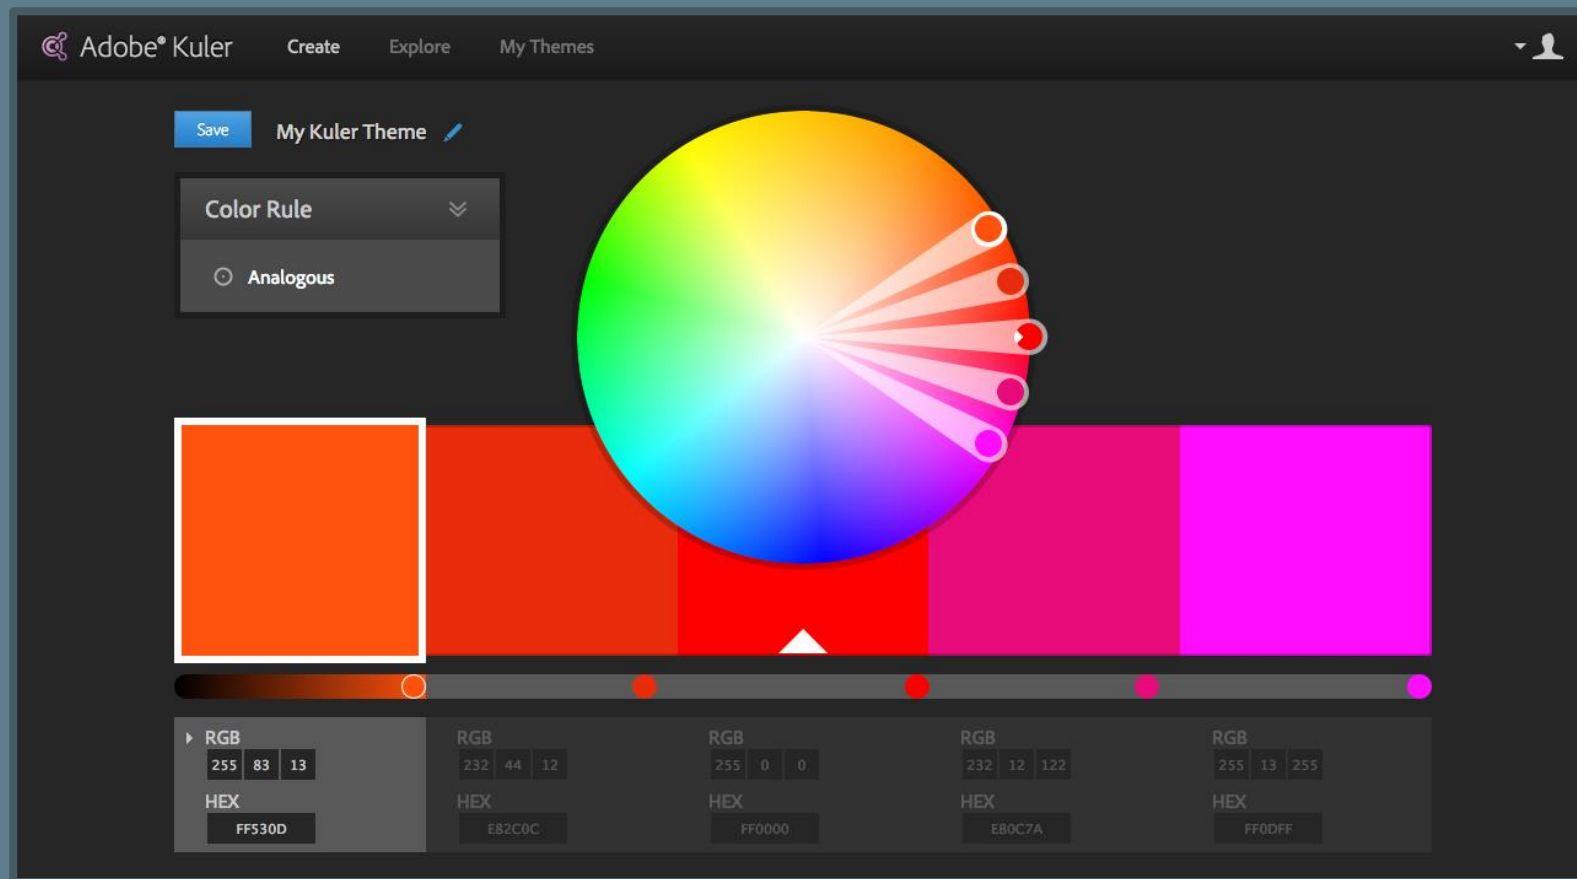 Adobe® Kuler Create Explore My Themes
Save My Kuler Theme
Color Rule
Analogous
RGB RGB RGB RGB RGB
255 83 13 232 44 12 255 0 0 232 12 122 255 13 255
HEX HEX HEX HEX HEX
FF530D E82C0C FF0000 E80C7A FF0DFF